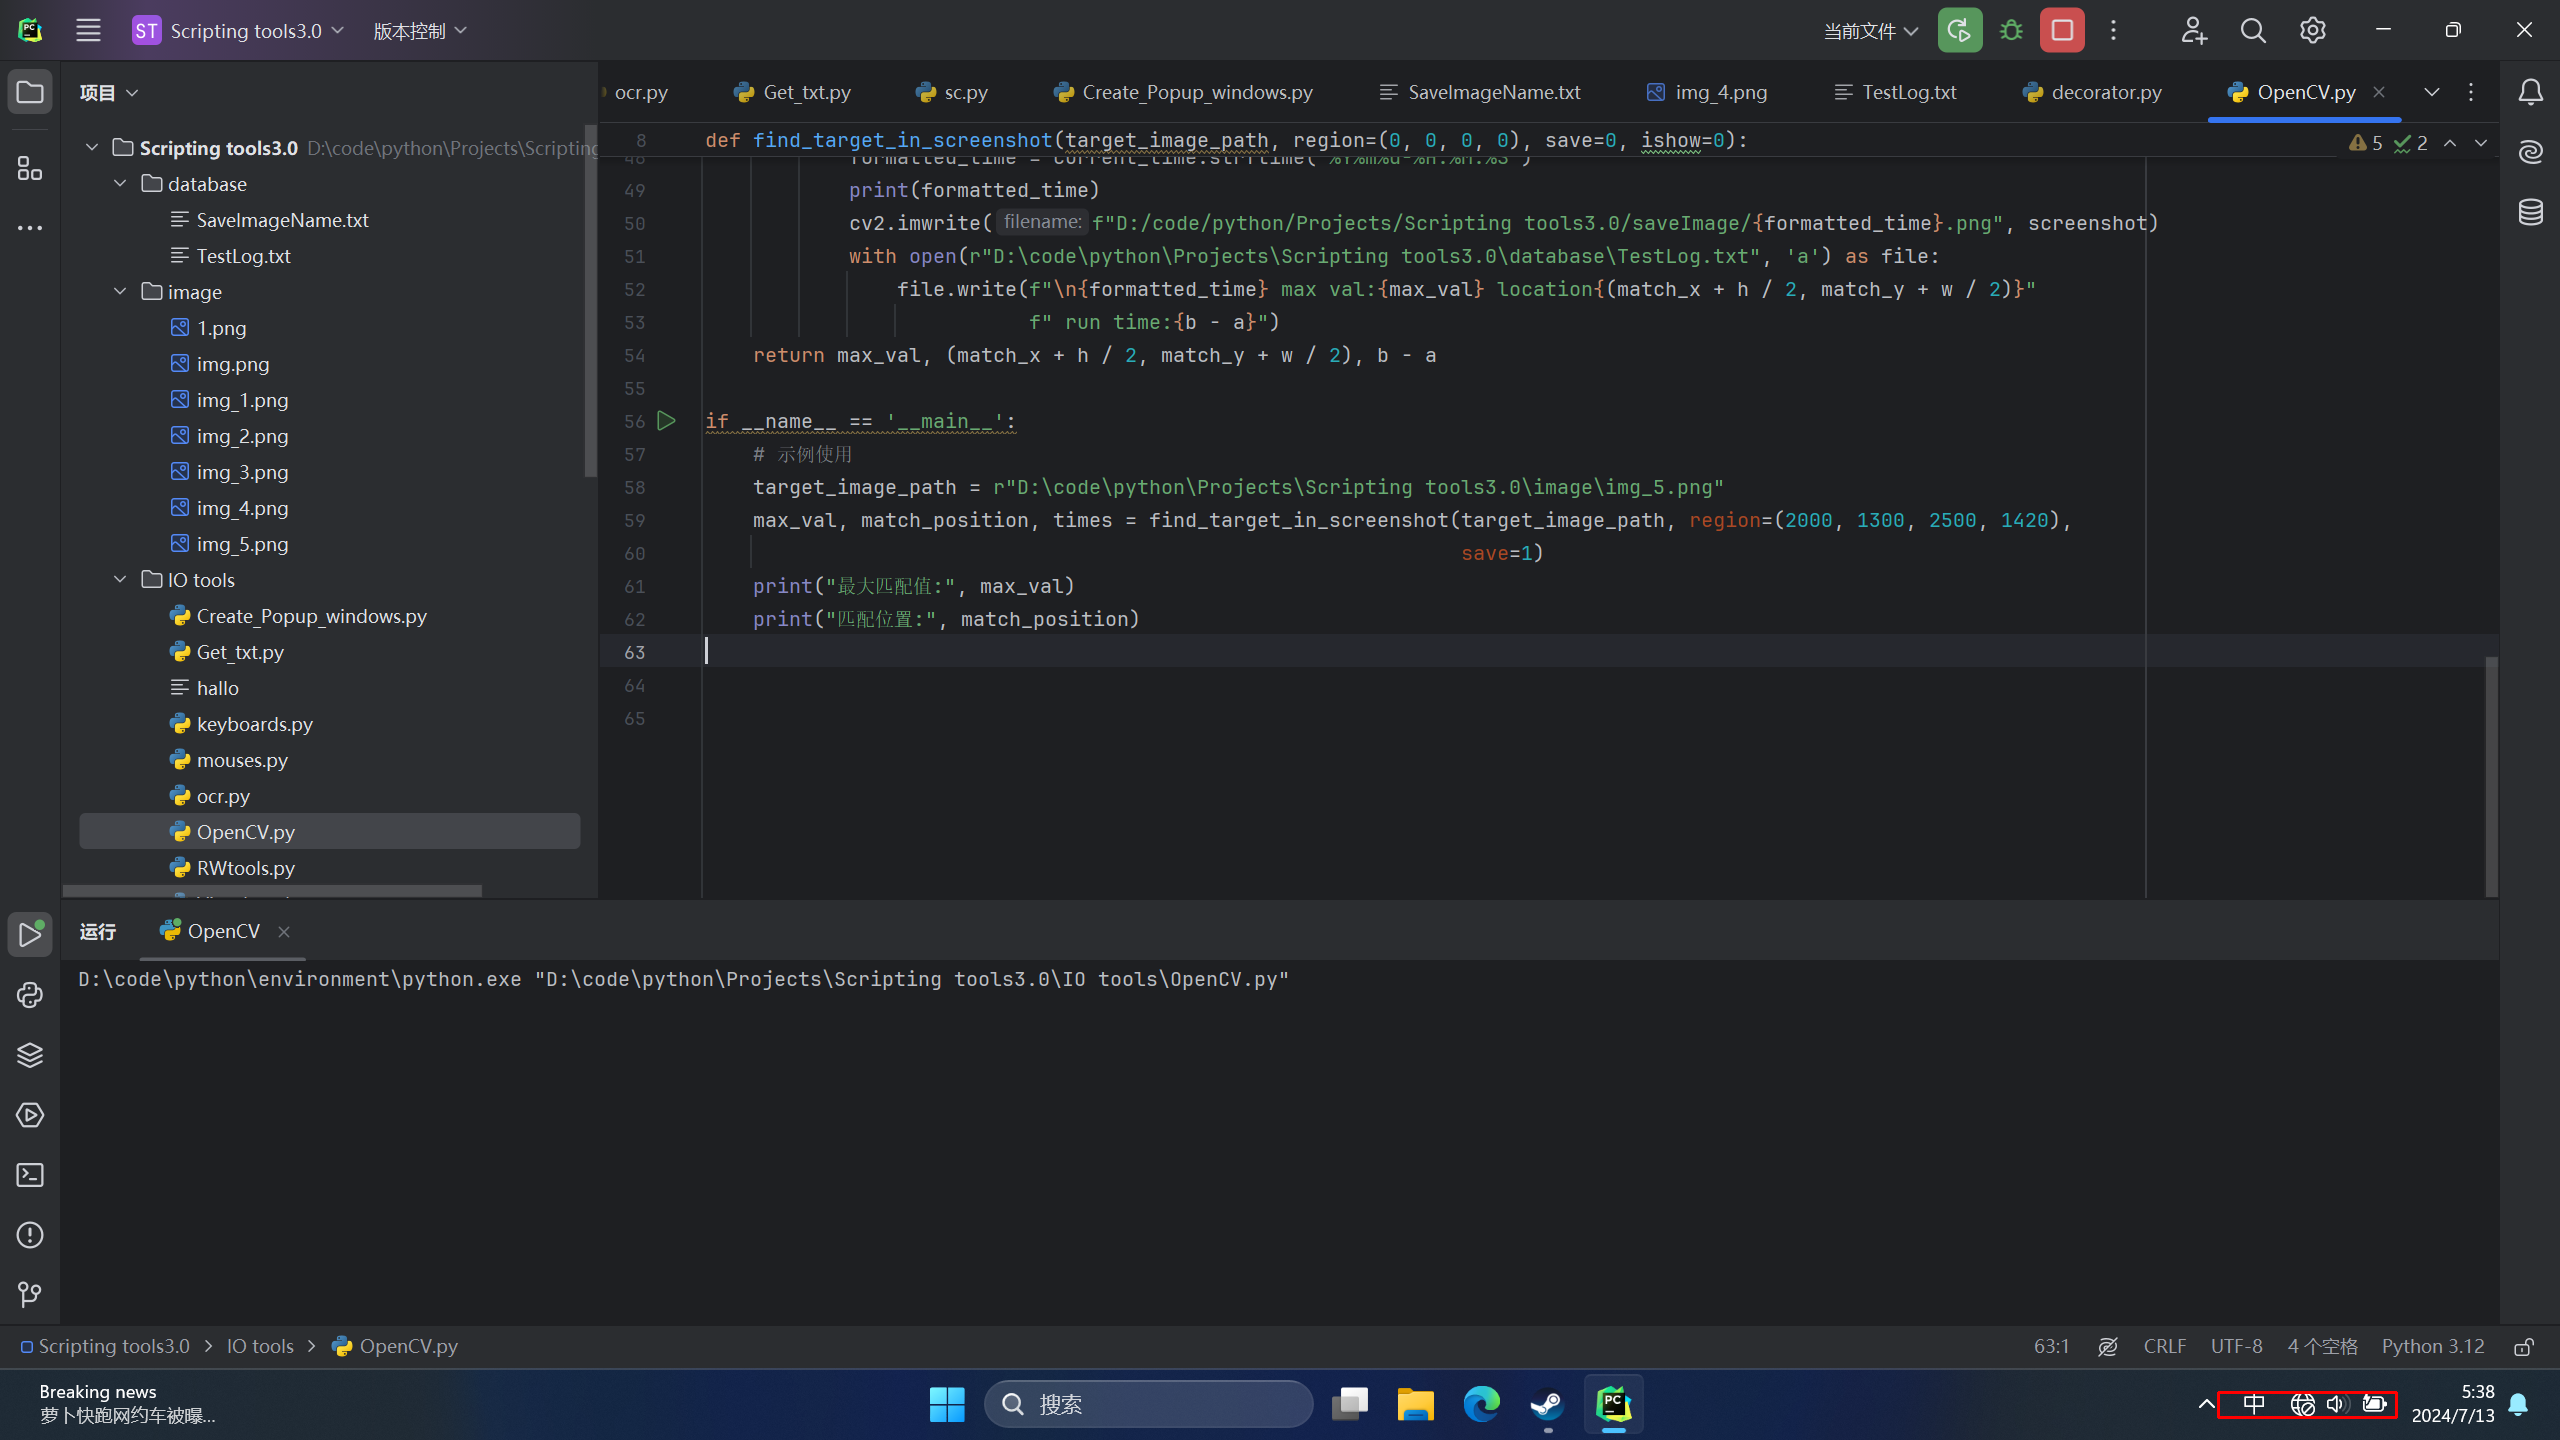 ST Scripting tools3.0 版本控制 当前文件
项目
ocr.py Get_txt.py sc.py Create_Popup_windows.py SaveImageName.txt img_4.png TestLog.txt decorator.py OpenCV.py
Scripting tools3.0 D:\code\python\Projects\Scripting
database
SaveImageName.txt
TestLog.txt
image
1.png
img.png
img_1.png
img_2.png
img_3.png
img_4.png
img_5.png
IO tools
Create_Popup_windows.py
Get_txt.py
hallo
keyboards.py
mouses.py
ocr.py
OpenCV.py
RWtools.py
8 def find_target_in_screenshot(target_image_path, region=(0, 0, 0, 0), save=0, ishow=0): 5 2
49 print(formatted_time)
50 cv2.imwrite( filename: f"D:/code/python/Projects/Scripting tools3.0/saveImage/{formatted_time}.png", screenshot)
51 with open(r"D:\code\python\Projects\Scripting tools3.0\database\TestLog.txt", 'a') as file:
52 file.write(f"\n{formatted_time} max val:{max_val} location{(match_x + h / 2, match_y + w / 2)}"
53 f" run time:{b - a}")
54 return max_val, (match_x + h / 2, match_y + w / 2), b - a
55
56 if __name__ == '__main__':
57 # 示例使用
58 target_image_path = r"D:\code\python\Projects\Scripting tools3.0\image\img_5.png"
59 max_val, match_position, times = find_target_in_screenshot(target_image_path, region=(2000, 1300, 2500, 1420),
60 save=1)
61 print("最大匹配值:", max_val)
62 print("匹配位置:", match_position)
63
64
65
运行 OpenCV
D:\code\python\environment\python.exe "D:\code\python\Projects\Scripting tools3.0\IO tools\OpenCV.py"
Scripting tools3.0 IO tools OpenCV.py 63:1 CRLF UTF-8 4 个空格 Python 3.12
Breaking news
萝卜快跑网约车被曝...
搜索
中
5:38
2024/7/13